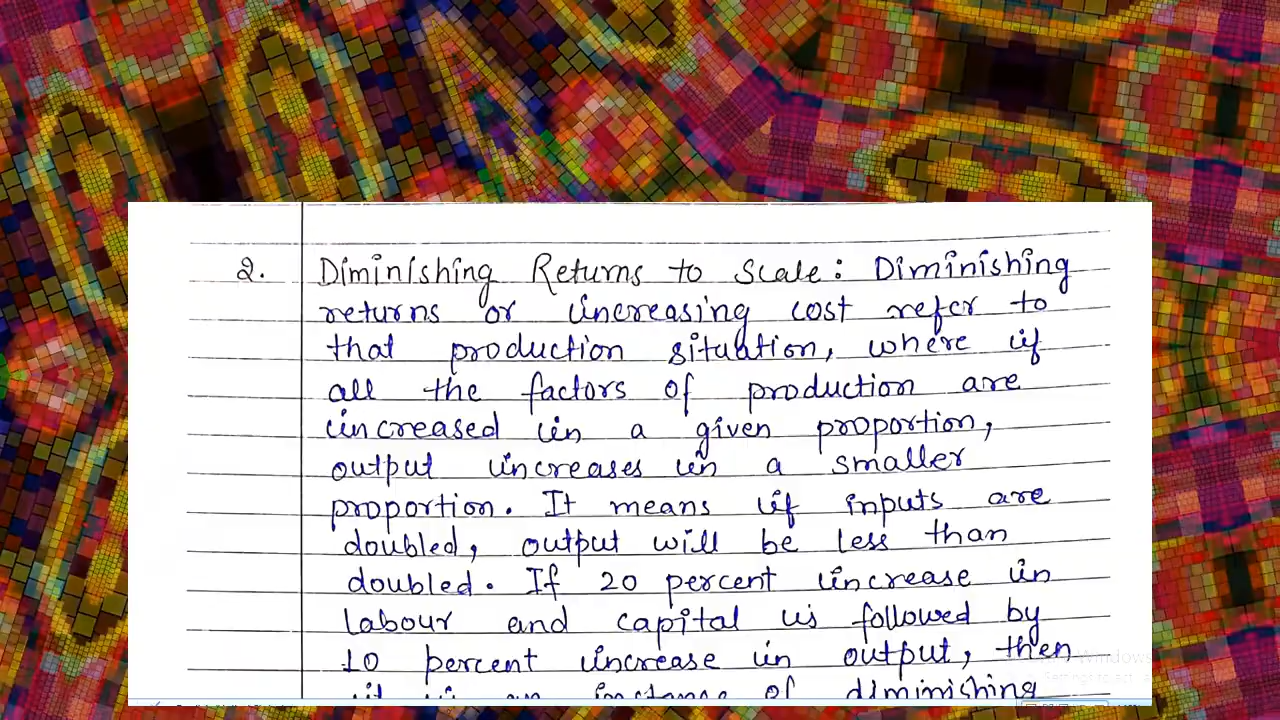 2. Diminishing Returns to Scale: Diminishing
returns or increasing cost refer to
that production situation, where if
all the factors of production are
increased in a given proportion,
output increases in a smaller
proportion. It means if inputs are
doubled, output will be less than
doubled. If 20 percent increase in
labour and capital is followed by
10 percent increase in output, then
of diminishing